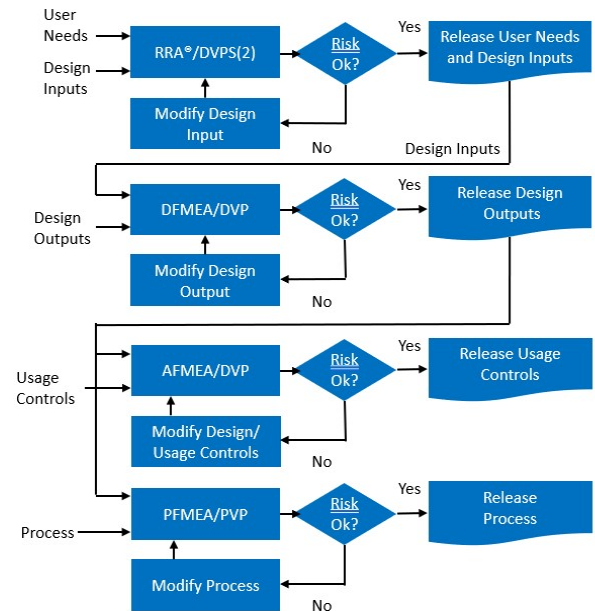 User
Needs
Design
Inputs
RRA®/DVPS(2)
Risk
Ok?
Yes
Release User Needs
and Design Inputs
Modify Design
Input
No
Design Inputs
Design
Outputs
DFMEA/DVP
Risk
Ok?
Yes
Release Design
Outputs
Modify Design
Output
No
Usage
Controls
AFMEA/DVP
Risk
Ok?
Yes
Release Usage
Controls
Modify Design/
Usage Controls
No
Process
PFMEA/PVP
Risk
Ok?
Yes
Release
Process
Modify Process
No